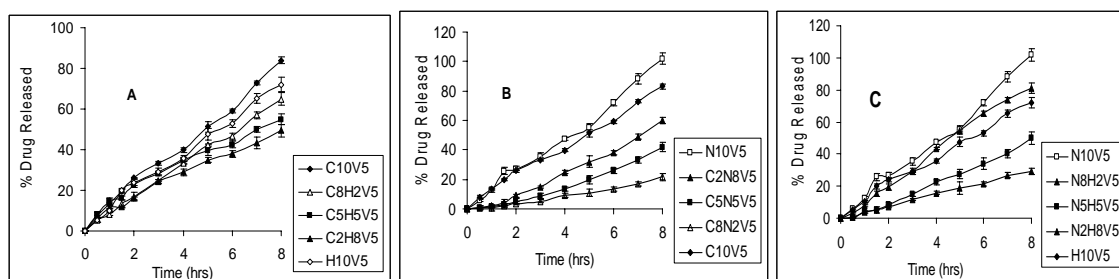 A
% Drug Released
100
80
60
40
20
0
0 2 4 6 8
Time (hrs)
C10V5
C8H2V5
C5H5V5
C2H8V5
H10V5
B
% Drug Released
120
100
80
60
40
20
0
0 2 4 6 8
Time (hrs)
N10V5
C2N8V5
C5N5V5
C8N2V5
C10V5
C
% Drug Released
120
100
80
60
40
20
0
0 2 4 6 8
Time (hrs)
N10V5
N8H2V5
N5H5V5
N2H8V5
H10V5